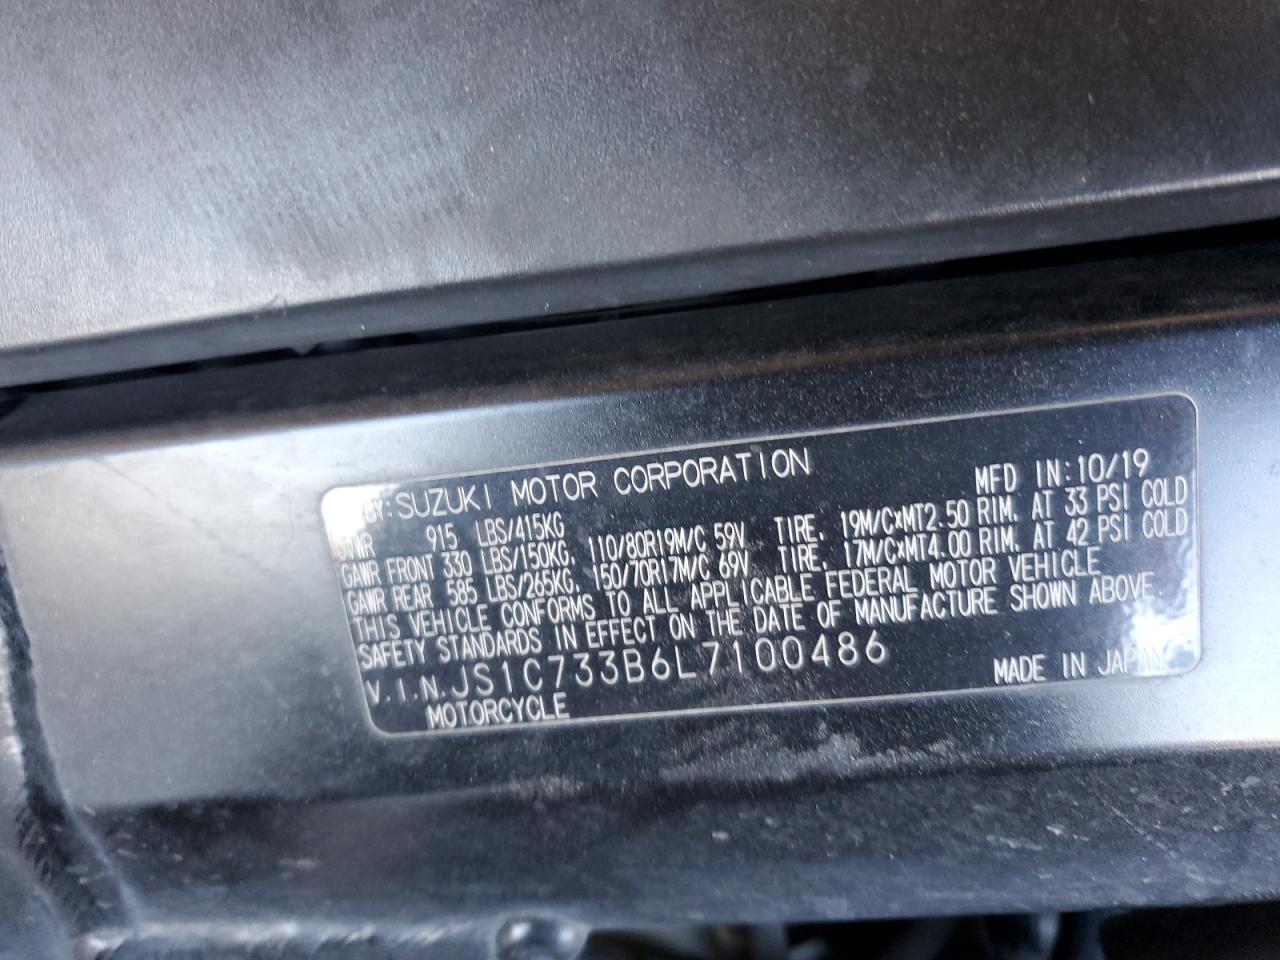 BY: SUZUKI MOTOR CORPORATION MFD IN: 10/19
GVWR 915 LBS/415KG
GAWR FRONT 330 LBS/150KG, 110/80R19M/C 59V TIRE, 19M/C×MT2.50 RIM, AT 33 PSI COLD
GAWR REAR 585 LBS/265KG, 150/70R17M/C 69V TIRE, 17M/C×MT4.00 RIM, AT 42 PSI COLD
THIS VEHICLE CONFORMS TO ALL APPLICABLE FEDERAL MOTOR VEHICLE
SAFETY STANDARDS IN EFFECT ON THE DATE OF MANUFACTURE SHOWN ABOVE.
V.I.N. JS1C733B6L7100486
MOTORCYCLE MADE IN JAPAN